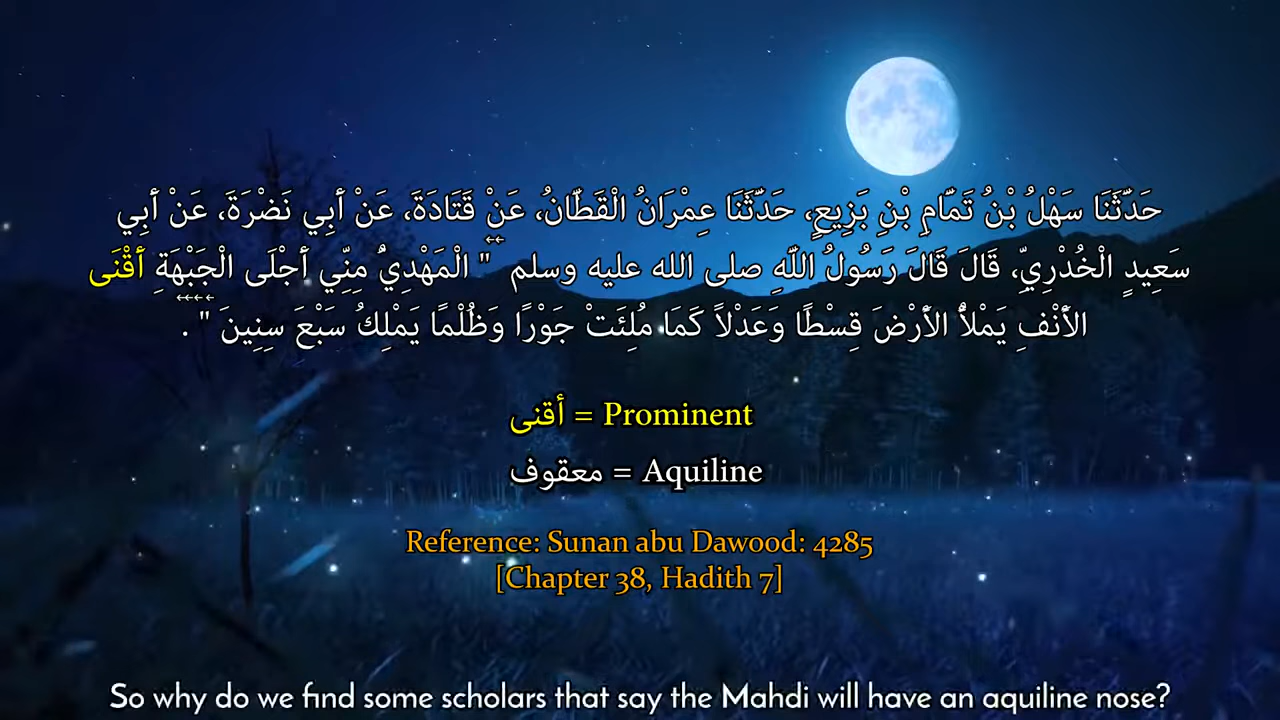 حَدَّثَنَا سَهْلُ بْنُ تَمَّامِ بْنِ بَزِيعٍ، حَدَّثَنَا عِمْرَانُ الْقَطَّانُ، عَنْ قَتَادَةَ، عَنْ أَبِي نَضْرَةَ، عَنْ أَبِي
سَعِيدٍ الْخُدْرِيِّ، قَالَ قَالَ رَسُولُ اللَّهِ صلى الله عليه وسلم ‏"‏ الْمَهْدِيُّ مِنِّي أَجْلَى الْجَبْهَةِ أَقْنَى
الأَنْفِ يَمْلأُ الأَرْضَ قِسْطًا وَعَدْلاً كَمَا مُلِئَتْ جَوْرًا وَظُلْمًا يَمْلِكُ سَبْعَ سِنِينَ ‏"‏ ‏.‏
أقنى = Prominent
معقوف = Aquiline
Reference: Sunan abu Dawood: 4285
[Chapter 38, Hadith 7]
So why do we find some scholars that say the Mahdi will have an aquiline nose?